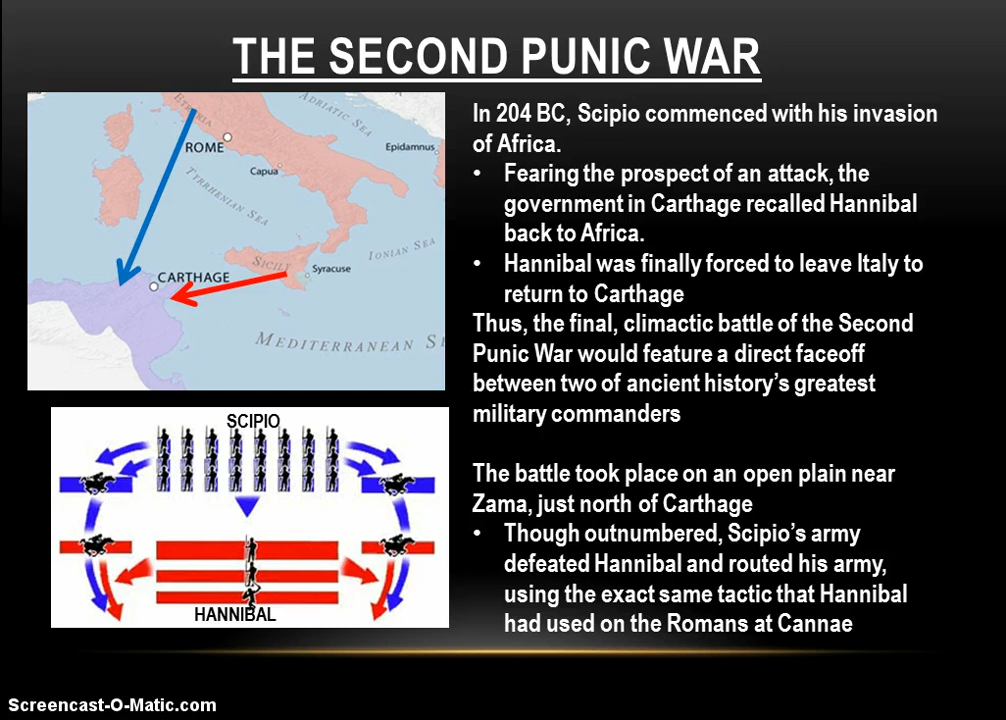 THE SECOND PUNIC WAR
ETRURIA
ADRIATIC SEA
ROME
Epidamnus
Capua
TYRRHENIAN SEA
IONIAN SEA
SICILY
Syracuse
CARTHAGE
MEDITERRANEAN S
In 204 BC, Scipio commenced with his invasion
of Africa.
• Fearing the prospect of an attack, the
government in Carthage recalled Hannibal
back to Africa.
• Hannibal was finally forced to leave Italy to
return to Carthage
Thus, the final, climactic battle of the Second
Punic War would feature a direct faceoff
between two of ancient history's greatest
military commanders
The battle took place on an open plain near
Zama, just north of Carthage
• Though outnumbered, Scipio's army
defeated Hannibal and routed his army,
using the exact same tactic that Hannibal
had used on the Romans at Cannae
SCIPIO
HANNIBAL
Screencast-O-Matic.com